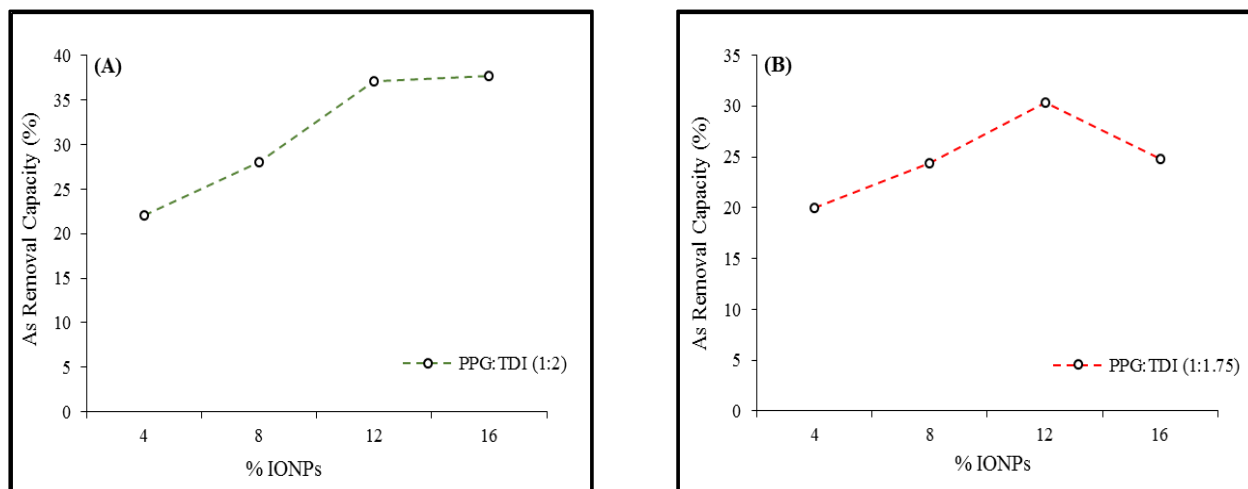 (A)
As Removal Capacity (%)
40
35
30
25
20
15
10
5
0
4 8 12 16
% IONPs
PPG:TDI (1:2)
(B)
As Removal Capacity (%)
35
30
25
20
15
10
5
0
4 8 12 16
% IONPs
PPG:TDI (1:1.75)